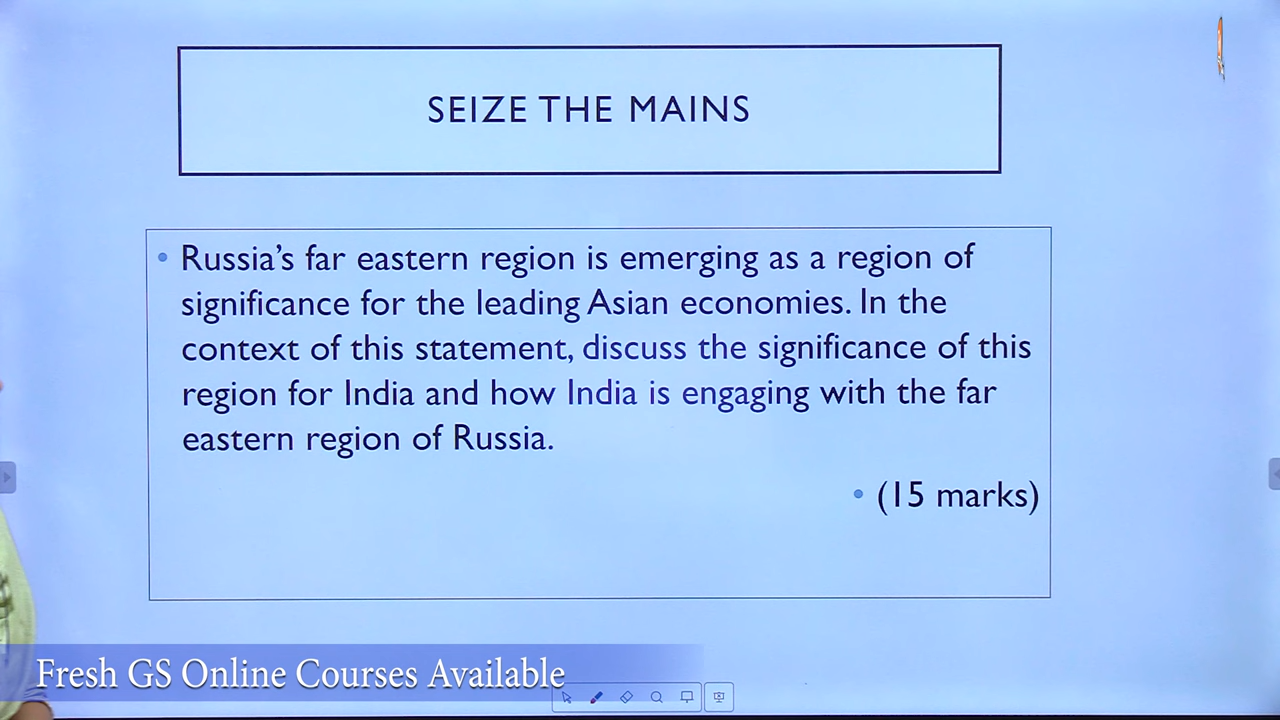 SEIZE THE MAINS
• Russia's far eastern region is emerging as a region of
significance for the leading Asian economies. In the
context of this statement, discuss the significance of this
region for India and how India is engaging with the far
eastern region of Russia.
• (15 marks)
Fresh GS Online Courses Available